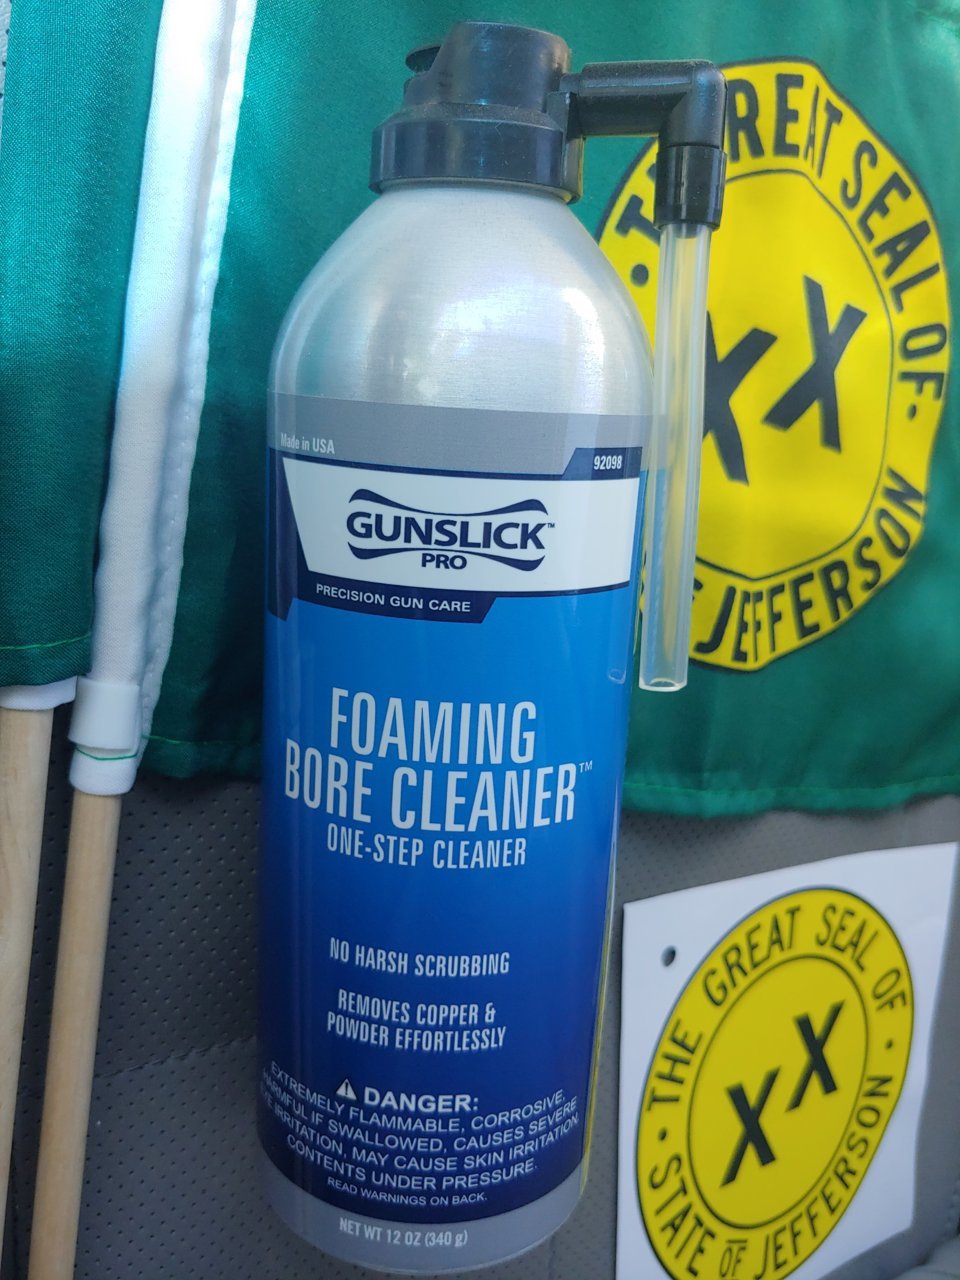 Made in USA
92098
GUNSLICK™
PRO
PRECISION GUN CARE
FOAMING
BORE CLEANER™
ONE-STEP CLEANER
NO HARSH SCRUBBING
REMOVES COPPER &
POWDER EFFORTLESSLY
⚠ DANGER:
EXTREMELY FLAMMABLE, CORROSIVE,
HARMFUL IF SWALLOWED, CAUSES SEVERE
EYE IRRITATION, MAY CAUSE SKIN IRRITATION,
CONTENTS UNDER PRESSURE.
READ WARNINGS ON BACK.
NET WT 12 OZ (340 g)
GREAT SEAL OF
XX
JEFFERSON
THE GREAT SEAL OF
XX
STATE OF JEFFERSON